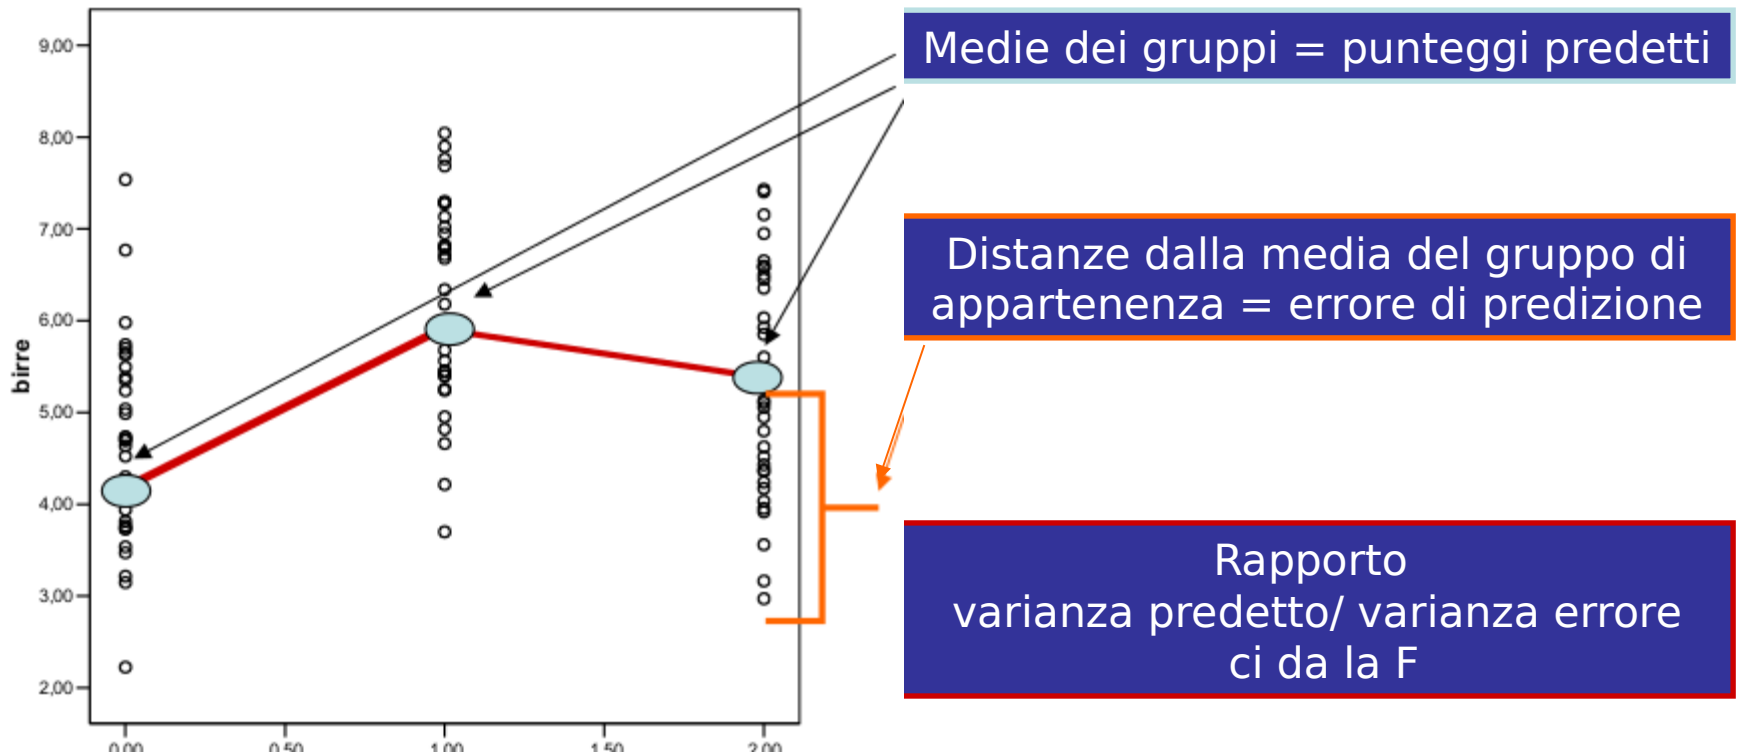 Medie dei gruppi = punteggi predetti
Distanze dalla media del gruppo di
appartenenza = errore di predizione
Rapporto
varianza predetto/ varianza errore
ci da la F
birre
9,00
8,00
7,00
6,00
5,00
4,00
3,00
2,00
0,00
0,50
1,00
1,50
2,00